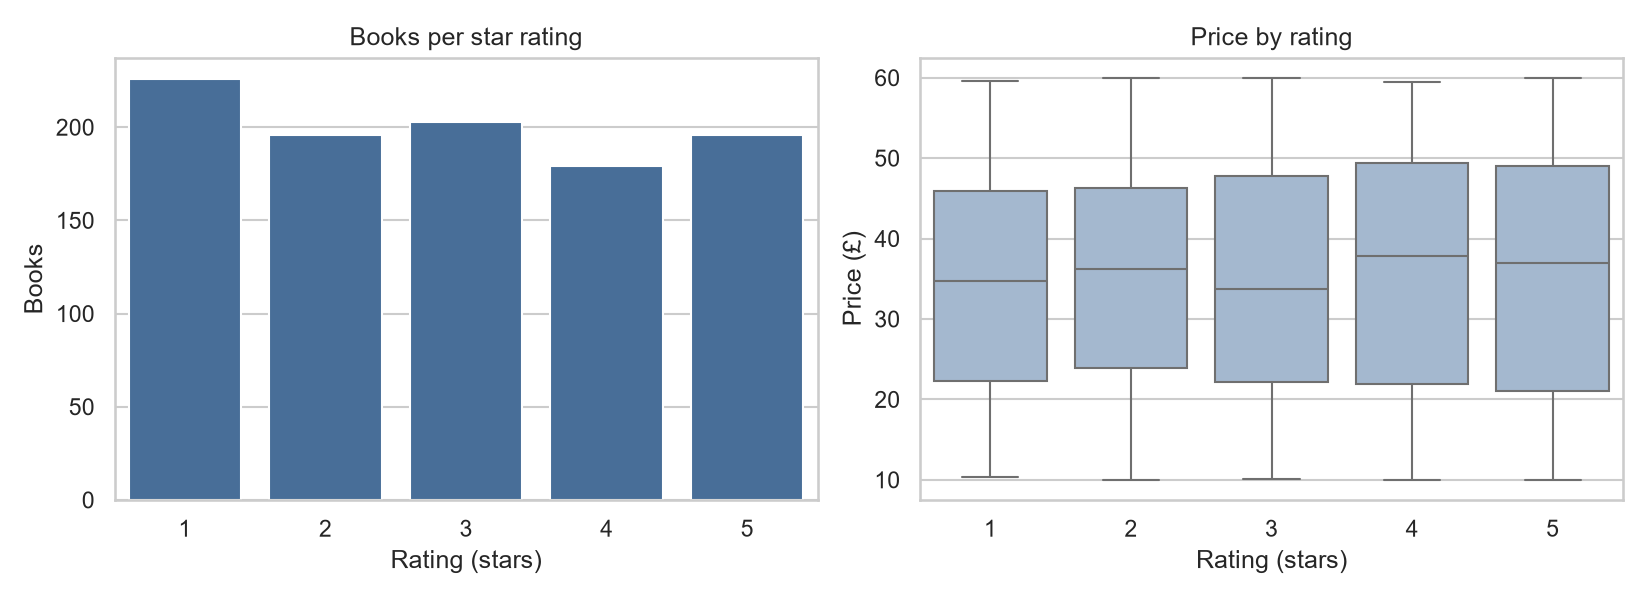 Books per star rating
Books
200
150
100
50
0
1 2 3 4 5
Rating (stars)
Price by rating
Price (£)
60
50
40
30
20
10
1 2 3 4 5
Rating (stars)